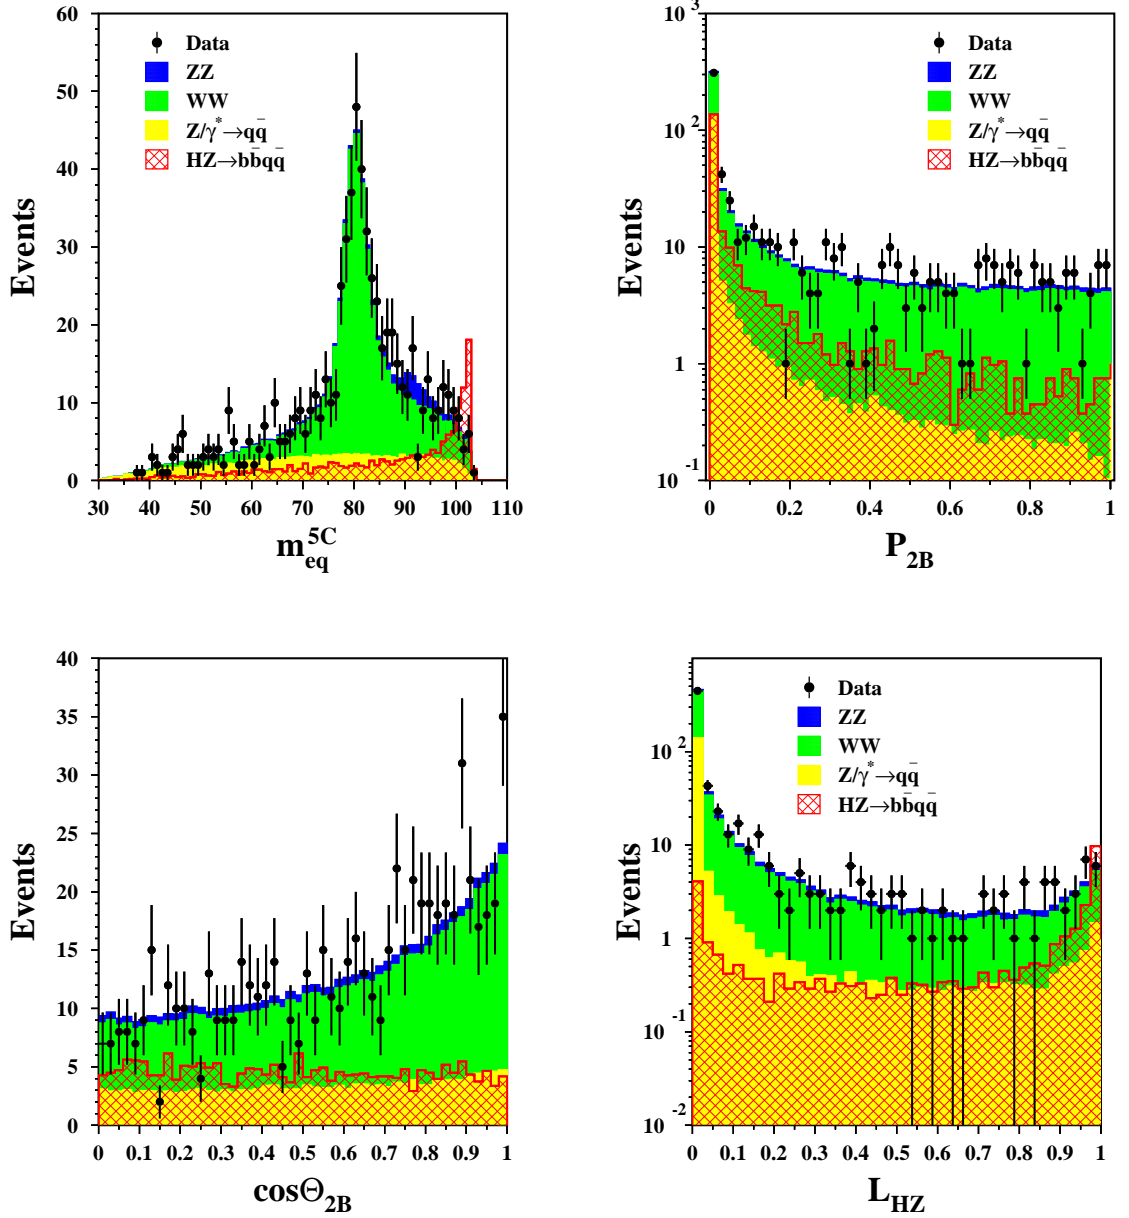 60
50
40
30
20
10
0
Events
Data
ZZ
WW
Z/γ*→qq̄
HZ→bb̄qq̄
30 40 50 60 70 80 90 100 110
m_eq^5C
10^3
10^2
10
1
10^-1
Events
Data
ZZ
WW
Z/γ*→qq̄
HZ→bb̄qq̄
0 0.2 0.4 0.6 0.8 1
P_2B
40
35
30
25
20
15
10
5
0
Events
0 0.1 0.2 0.3 0.4 0.5 0.6 0.7 0.8 0.9 1
cosΘ_2B
10^2
10
1
10^-1
10^-2
Events
Data
ZZ
WW
Z/γ*→qq̄
HZ→bb̄qq̄
0 0.1 0.2 0.3 0.4 0.5 0.6 0.7 0.8 0.9 1
L_HZ